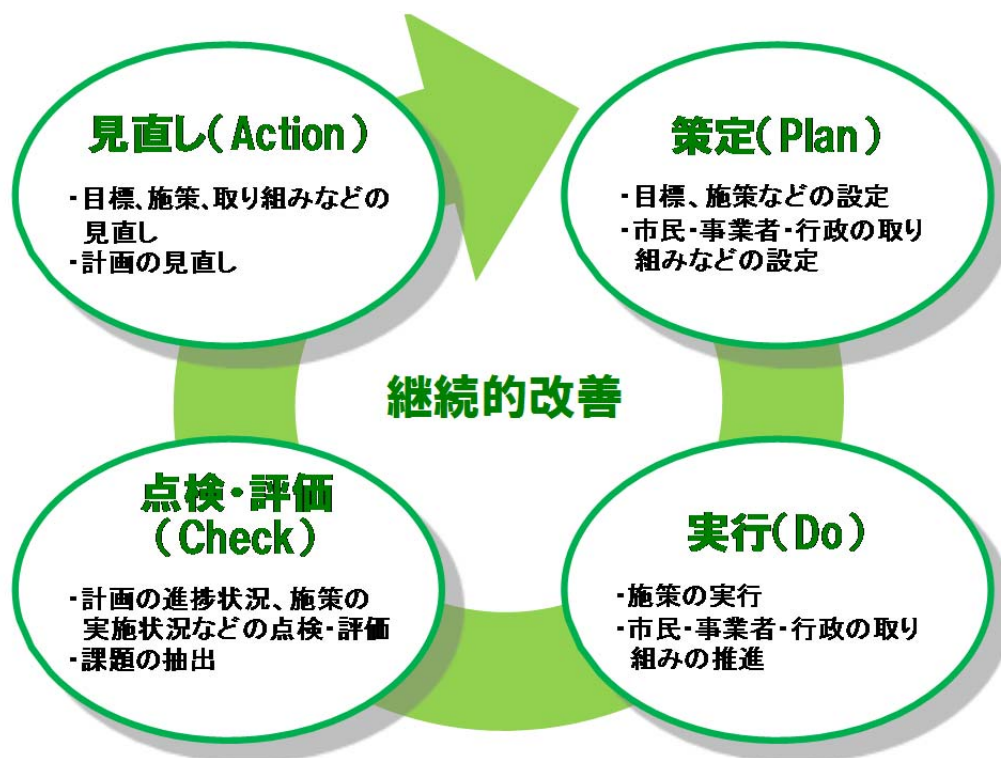 見直し(Action)
・目標、施策、取り組みなどの
見直し
・計画の見直し
策定(Plan)
・目標、施策などの設定
・市民・事業者・行政の取り
組みなどの設定
継続的改善
点検・評価
(Check)
・計画の進捗状況、施策の
実施状況などの点検・評価
・課題の抽出
実行(Do)
・施策の実行
・市民・事業者・行政の取り
組みの推進